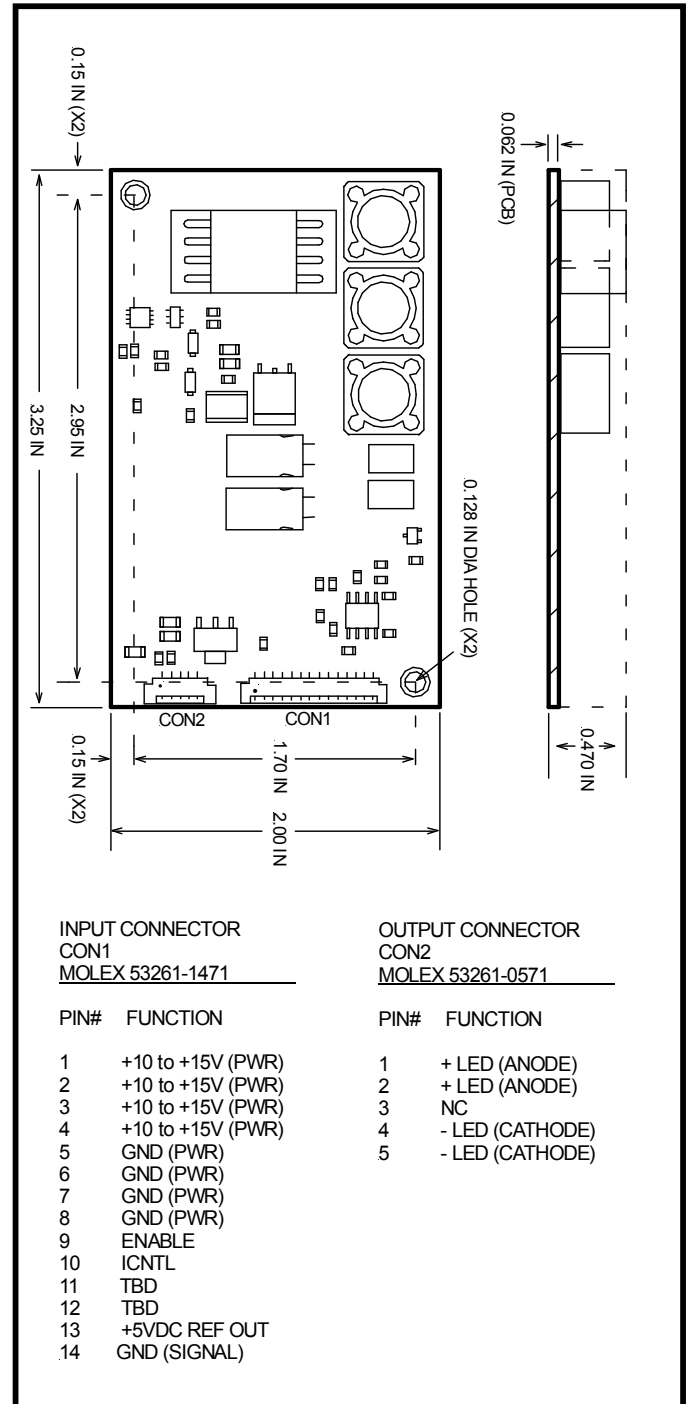 0.15 IN (X2)
0.062 IN (PCB)
3.25 IN
2.95 IN
0.128 IN DIA HOLE (X2)
CON2
CON1
0.15 IN (X2)
1.70 IN
2.00 IN
0.470 IN
INPUT CONNECTOR
CON1
MOLEX 53261-1471
PIN# FUNCTION
1 +10 to +15V (PWR)
2 +10 to +15V (PWR)
3 +10 to +15V (PWR)
4 +10 to +15V (PWR)
5 GND (PWR)
6 GND (PWR)
7 GND (PWR)
8 GND (PWR)
9 ENABLE
10 ICNTL
11 TBD
12 TBD
13 +5VDC REF OUT
14 GND (SIGNAL)
OUTPUT CONNECTOR
CON2
MOLEX 53261-0571
PIN# FUNCTION
1 + LED (ANODE)
2 + LED (ANODE)
3 NC
4 - LED (CATHODE)
5 - LED (CATHODE)